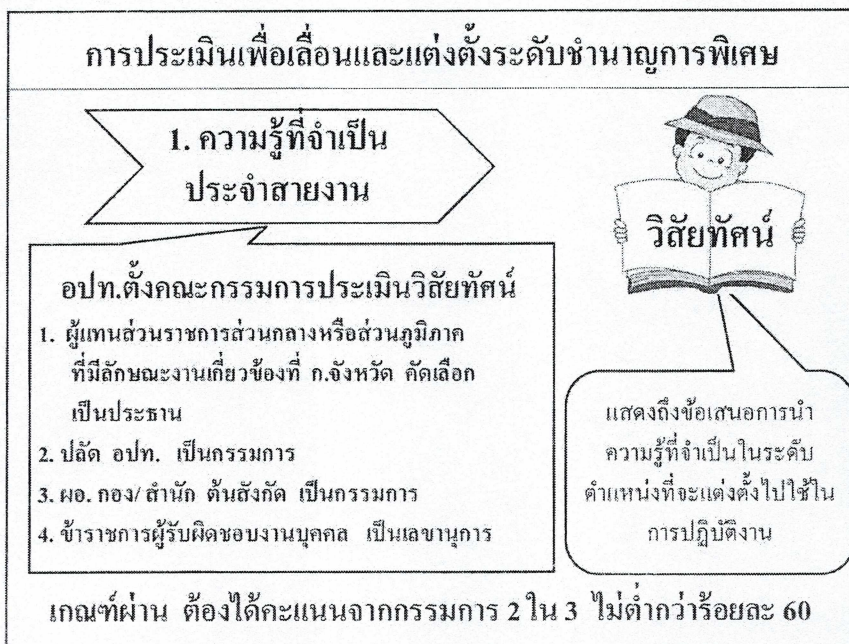 การประเมินเพื่อเลื่อนและแต่งตั้งระดับชำนาญการพิเศษ
1. ความรู้ที่จำเป็น
ประจำสายงาน
วิสัยทัศน์
อปท.ตั้งคณะกรรมการประเมินวิสัยทัศน์
1. ผู้แทนส่วนราชการส่วนกลางหรือส่วนภูมิภาค
ที่มีลักษณะงานเกี่ยวข้องที่ ก.จังหวัด คัดเลือก
เป็นประธาน
2. ปลัด อปท. เป็นกรรมการ
3. ผอ. กอง/ สำนัก ต้นสังกัด เป็นกรรมการ
4. ข้าราชการผู้รับผิดชอบงานบุคคล เป็นเลขานุการ
แสดงถึงข้อเสนอการนำ
ความรู้ที่จำเป็นในระดับ
ตำแหน่งที่จะแต่งตั้งไปใช้ใน
การปฏิบัติงาน
เกณฑ์ผ่าน ต้องได้คะแนนจากกรรมการ 2 ใน 3 ไม่ต่ำกว่าร้อยละ 60